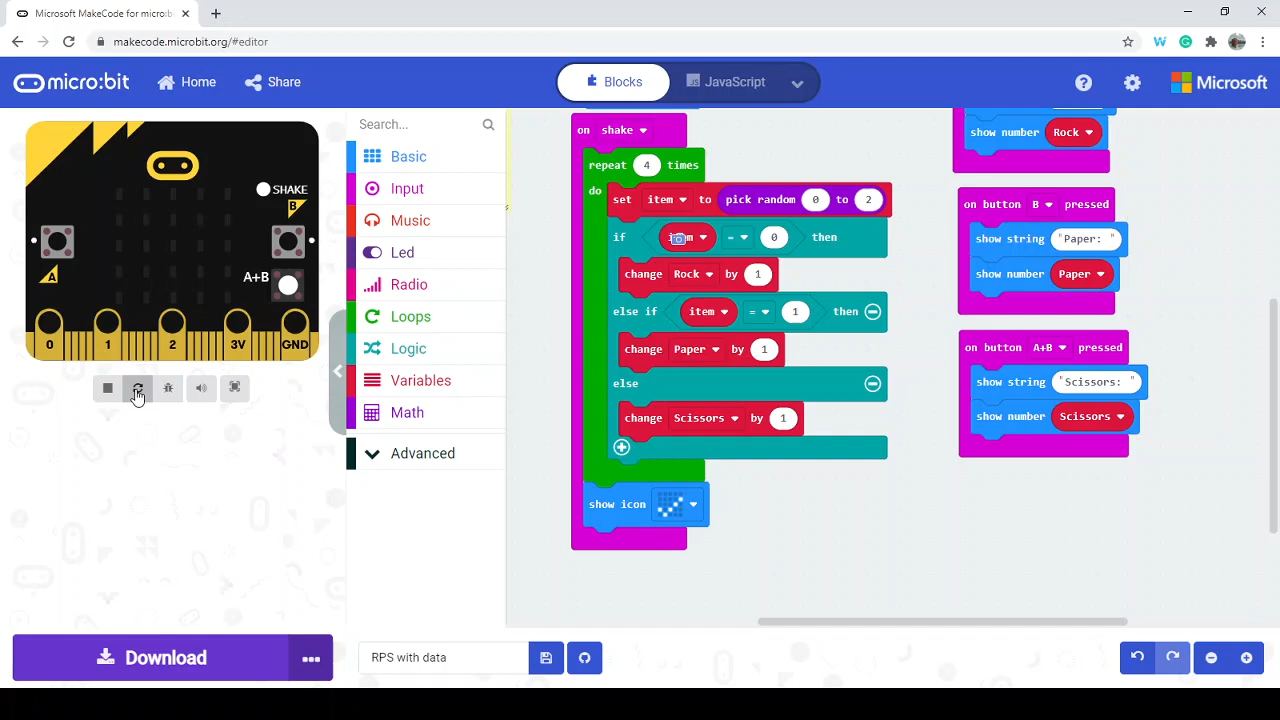 Microsoft MakeCode for micro:b
makecode.microbit.org/#editor
micro:bit
Home
Share
Blocks
JavaScript
Microsoft
SHAKE
B
A
A+B
0 1 2 3V GND
Download
Search...
Basic
Input
Music
Led
Radio
Loops
Logic
Variables
Math
Advanced
on shake
repeat 4 times
do
set item to pick random 0 to 2
if item = 0 then
change Rock by 1
else if item = 1 then
change Paper by 1
else
change Scissors by 1
show icon
show number Rock
on button B pressed
show string "Paper: "
show number Paper
on button A+B pressed
show string "Scissors: "
show number Scissors
RPS with data